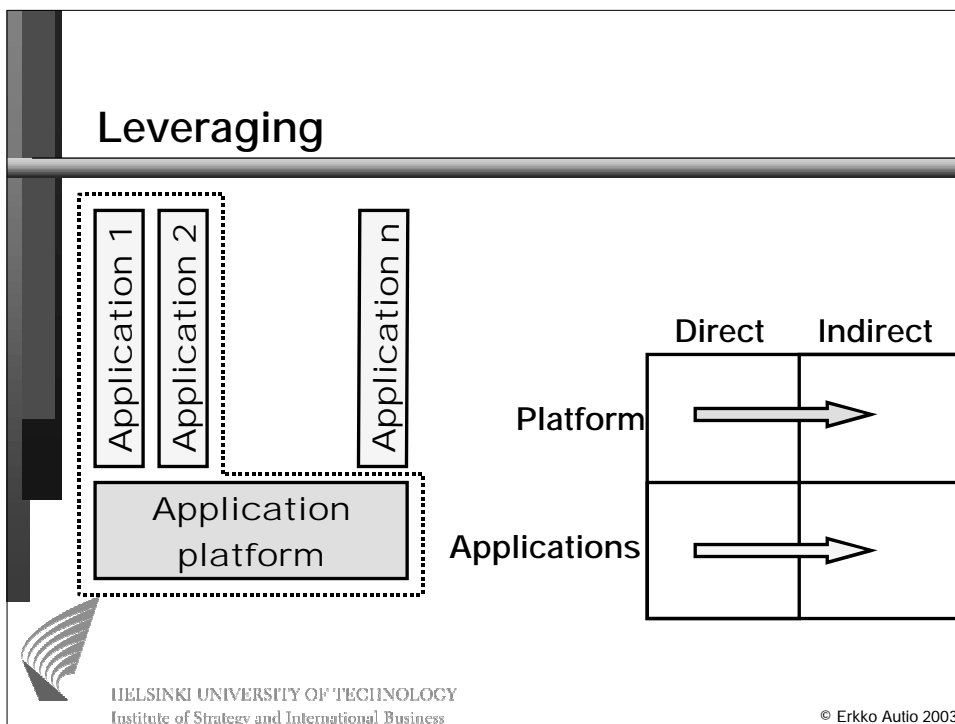 Leveraging
Application 1
Application 2
Application n
Application
platform
Direct Indirect
Platform
Applications
HELSINKI UNIVERSITY OF TECHNOLOGY
Institute of Strategy and International Business
© Erkko Autio 2003